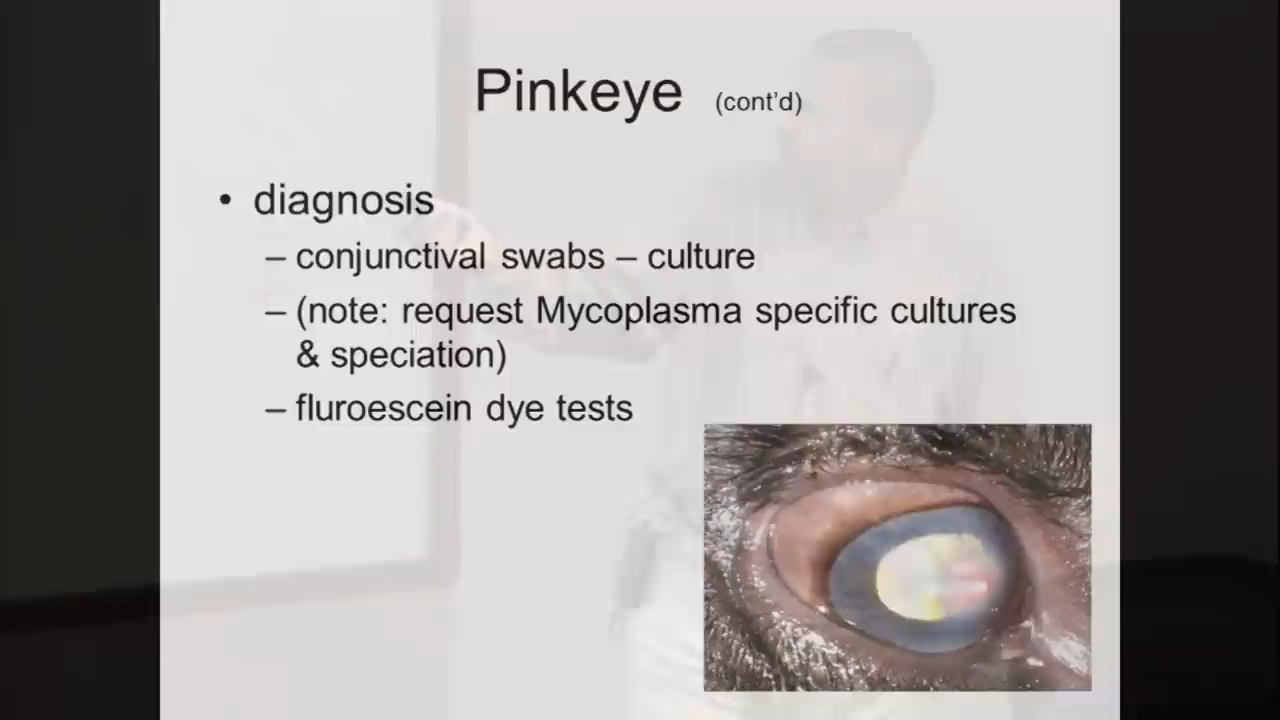 Pinkeye (cont'd)
• diagnosis
– conjunctival swabs – culture
– (note: request Mycoplasma specific cultures
& speciation)
– fluroescein dye tests